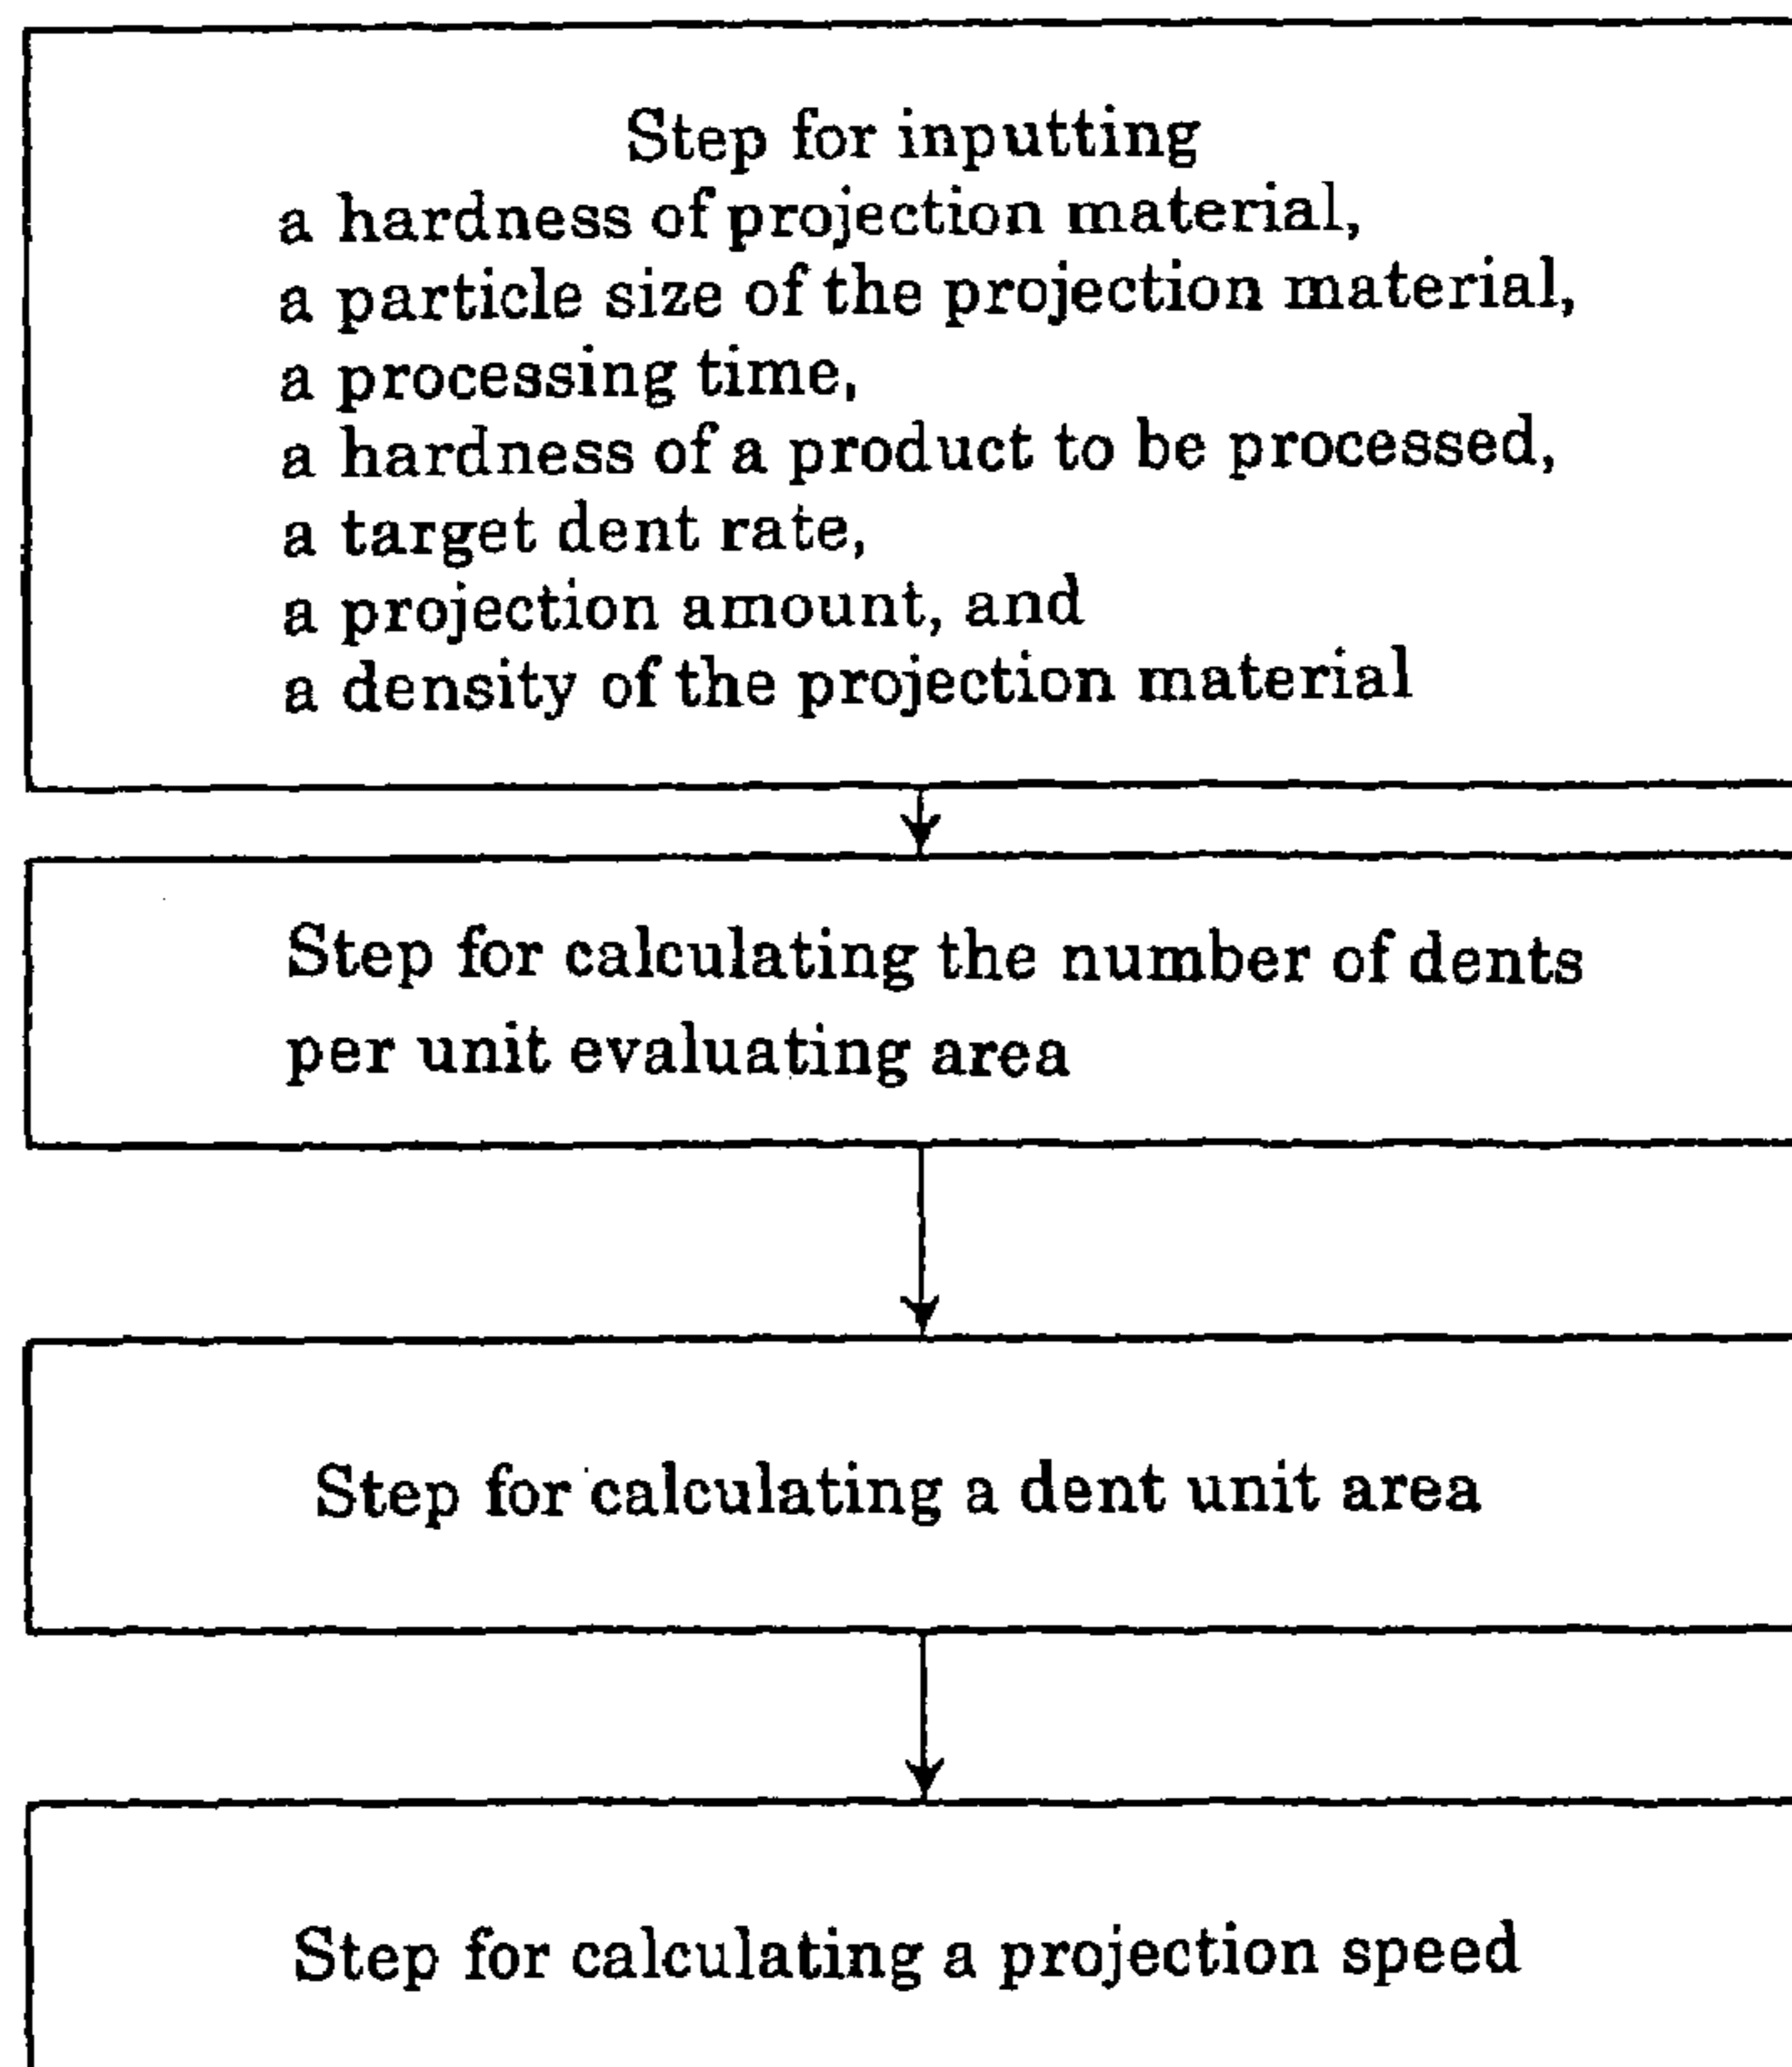 Step for inputting
a hardness of projection material,
a particle size of the projection material,
a processing time,
a hardness of a product to be processed,
a target dent rate,
a projection amount, and
a density of the projection material
Step for calculating the number of dents
per unit evaluating area
Step for calculating a dent unit area
Step for calculating a projection speed